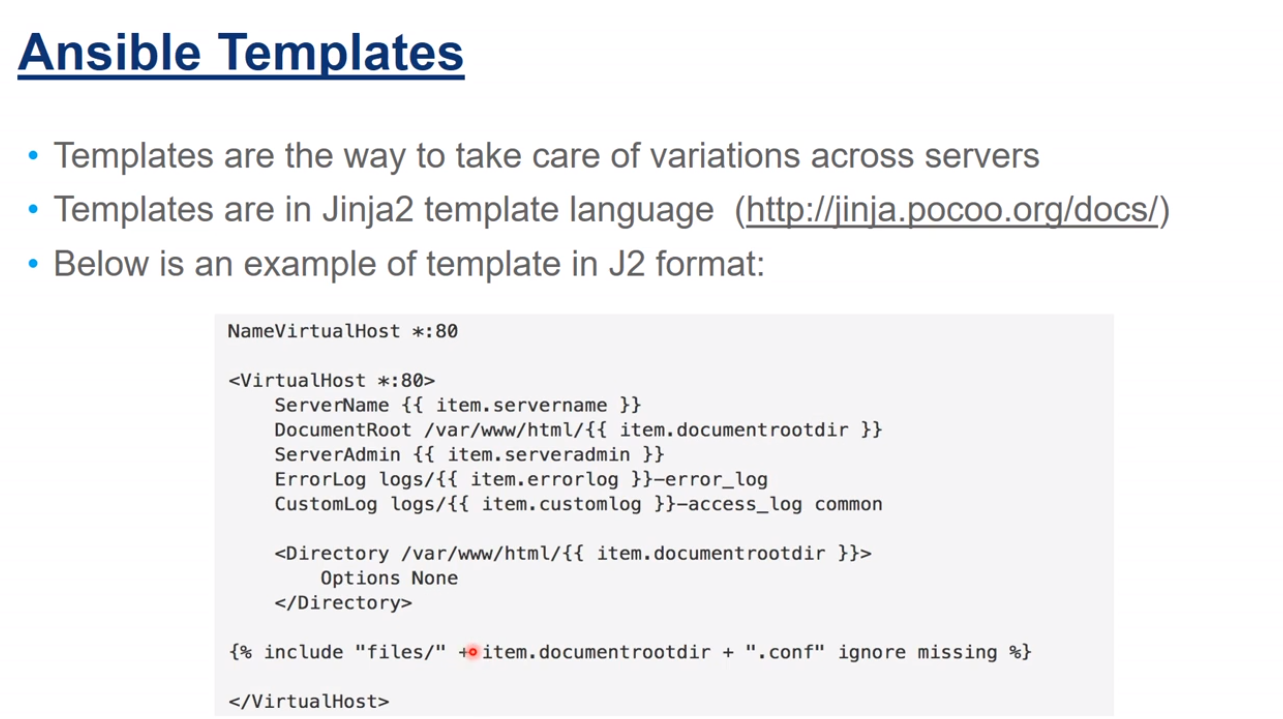 Ansible Templates
• Templates are the way to take care of variations across servers
• Templates are in Jinja2 template language (http://jinja.pocoo.org/docs/)
• Below is an example of template in J2 format:
NameVirtualHost *:80
<VirtualHost *:80>
    ServerName {{ item.servername }}
    DocumentRoot /var/www/html/{{ item.documentrootdir }}
    ServerAdmin {{ item.serveradmin }}
    ErrorLog logs/{{ item.errorlog }}-error_log
    CustomLog logs/{{ item.customlog }}-access_log common
    <Directory /var/www/html/{{ item.documentrootdir }}>
        Options None
    </Directory>
{% include "files/" + item.documentrootdir + ".conf" ignore missing %}
</VirtualHost>